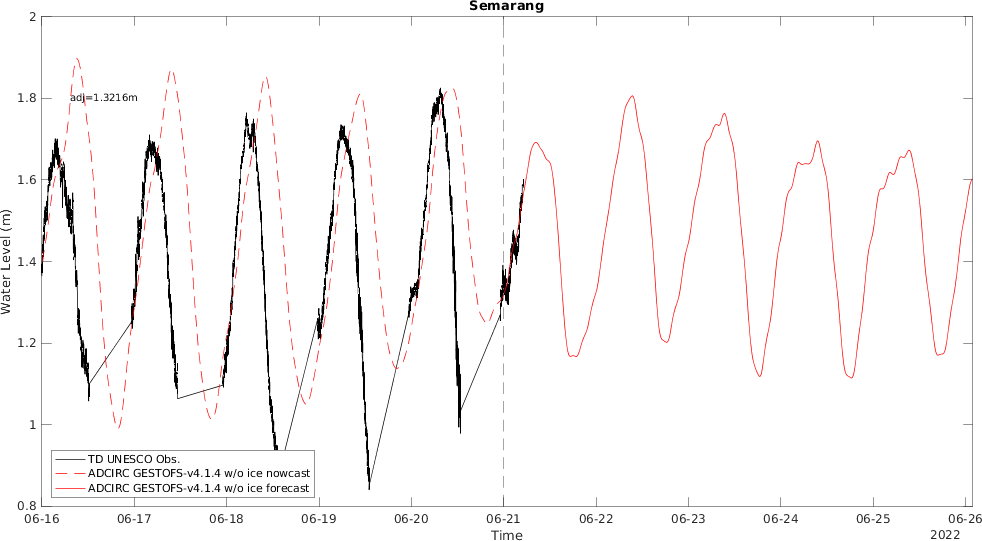 Semarang
2
1.8
1.6
1.4
1.2
1
0.8
Water Level (m)
adj=1.3216m
TD UNESCO Obs.
ADCIRC GESTOFS-v4.1.4 w/o ice nowcast
ADCIRC GESTOFS-v4.1.4 w/o ice forecast
06-16 06-17 06-18 06-19 06-20 06-21 06-22 06-23 06-24 06-25 06-26
Time
2022